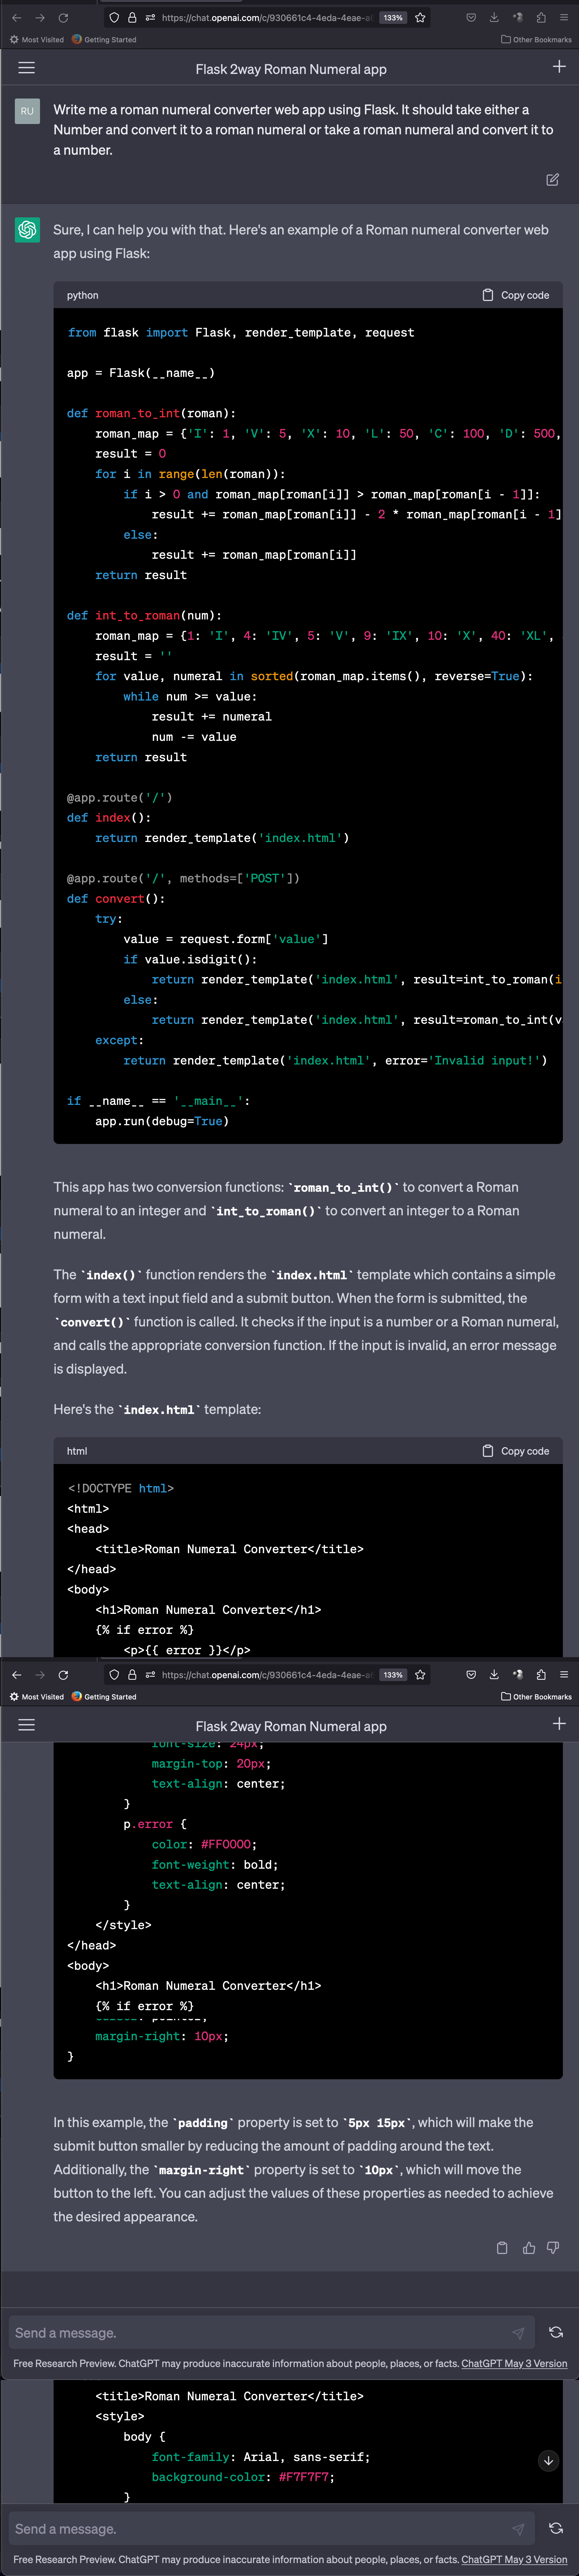 https://chat.openai.com/c/930661c4-4eda-4eae-a
133%
Most Visited
Getting Started
Other Bookmarks
Flask 2way Roman Numeral app
RU
Write me a roman numeral converter web app using Flask. It should take either a
Number and convert it to a roman numeral or take a roman numeral and convert it to
a number.
Sure, I can help you with that. Here's an example of a Roman numeral converter web
app using Flask:
python
Copy code
from flask import Flask, render_template, request
app = Flask(__name__)
def roman_to_int(roman):
    roman_map = {'I': 1, 'V': 5, 'X': 10, 'L': 50, 'C': 100, 'D': 500,
    result = 0
    for i in range(len(roman)):
        if i > 0 and roman_map[roman[i]] > roman_map[roman[i - 1]]:
            result += roman_map[roman[i]] - 2 * roman_map[roman[i - 1]
        else:
            result += roman_map[roman[i]]
    return result
def int_to_roman(num):
    roman_map = {1: 'I', 4: 'IV', 5: 'V', 9: 'IX', 10: 'X', 40: 'XL',
    result = ''
    for value, numeral in sorted(roman_map.items(), reverse=True):
        while num >= value:
            result += numeral
            num -= value
    return result
@app.route('/')
def index():
    return render_template('index.html')
@app.route('/', methods=['POST'])
def convert():
    try:
        value = request.form['value']
        if value.isdigit():
            return render_template('index.html', result=int_to_roman(i
        else:
            return render_template('index.html', result=roman_to_int(v
    except:
        return render_template('index.html', error='Invalid input!')
if __name__ == '__main__':
    app.run(debug=True)
This app has two conversion functions: `roman_to_int()` to convert a Roman
numeral to an integer and `int_to_roman()` to convert an integer to a Roman
numeral.
The `index()` function renders the `index.html` template which contains a simple
form with a text input field and a submit button. When the form is submitted, the
`convert()` function is called. It checks if the input is a number or a Roman numeral,
and calls the appropriate conversion function. If the input is invalid, an error message
is displayed.
Here's the `index.html` template:
html
Copy code
<!DOCTYPE html>
<html>
<head>
    <title>Roman Numeral Converter</title>
</head>
<body>
    <h1>Roman Numeral Converter</h1>
    {% if error %}
        <p>{{ error }}</p>
https://chat.openai.com/c/930661c4-4eda-4eae-a
133%
Most Visited
Getting Started
Other Bookmarks
Flask 2way Roman Numeral app
            font-size: 24px;
            margin-top: 20px;
            text-align: center;
        }
        p.error {
            color: #FF0000;
            font-weight: bold;
            text-align: center;
        }
    </style>
</head>
<body>
    <h1>Roman Numeral Converter</h1>
    {% if error %}
    margin-right: 10px;
}
In this example, the `padding` property is set to `5px 15px`, which will make the
submit button smaller by reducing the amount of padding around the text.
Additionally, the `margin-right` property is set to `10px`, which will move the
button to the left. You can adjust the values of these properties as needed to achieve
the desired appearance.
Send a message.
Free Research Preview. ChatGPT may produce inaccurate information about people, places, or facts. ChatGPT May 3 Version
    <title>Roman Numeral Converter</title>
    <style>
        body {
            font-family: Arial, sans-serif;
            background-color: #F7F7F7;
        }
Send a message.
Free Research Preview. ChatGPT may produce inaccurate information about people, places, or facts. ChatGPT May 3 Version